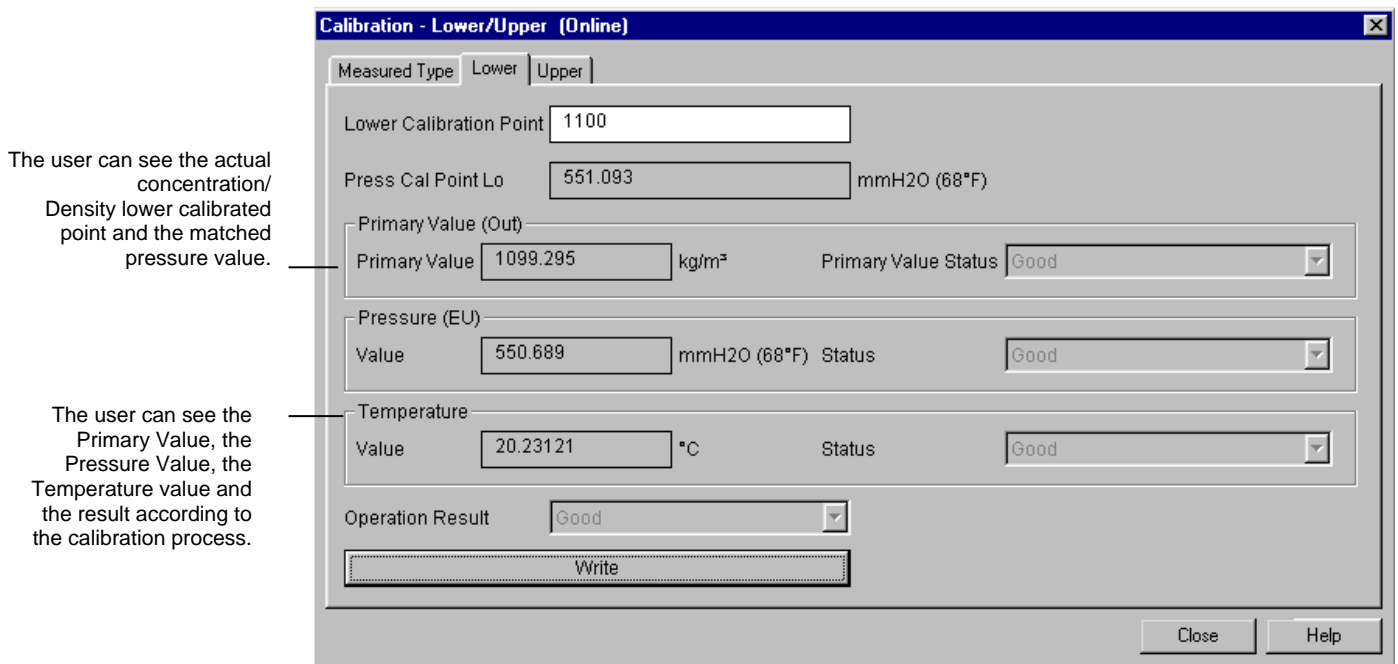 Calibration - Lower/Upper (Online)
Measured Type Lower Upper
Lower Calibration Point 1100
Press Cal Point Lo 551.093 mmH2O (68°F)
The user can see the actual
concentration/
Density lower calibrated
point and the matched
pressure value.
Primary Value (Out)
Primary Value 1099.295 kg/m³ Primary Value Status Good
Pressure (EU)
Value 550.689 mmH2O (68°F) Status Good
The user can see the
Primary Value, the
Pressure Value, the
Temperature value and
the result according to
the calibration process.
Temperature
Value 20.23121 °C Status Good
Operation Result Good
Write
Close Help